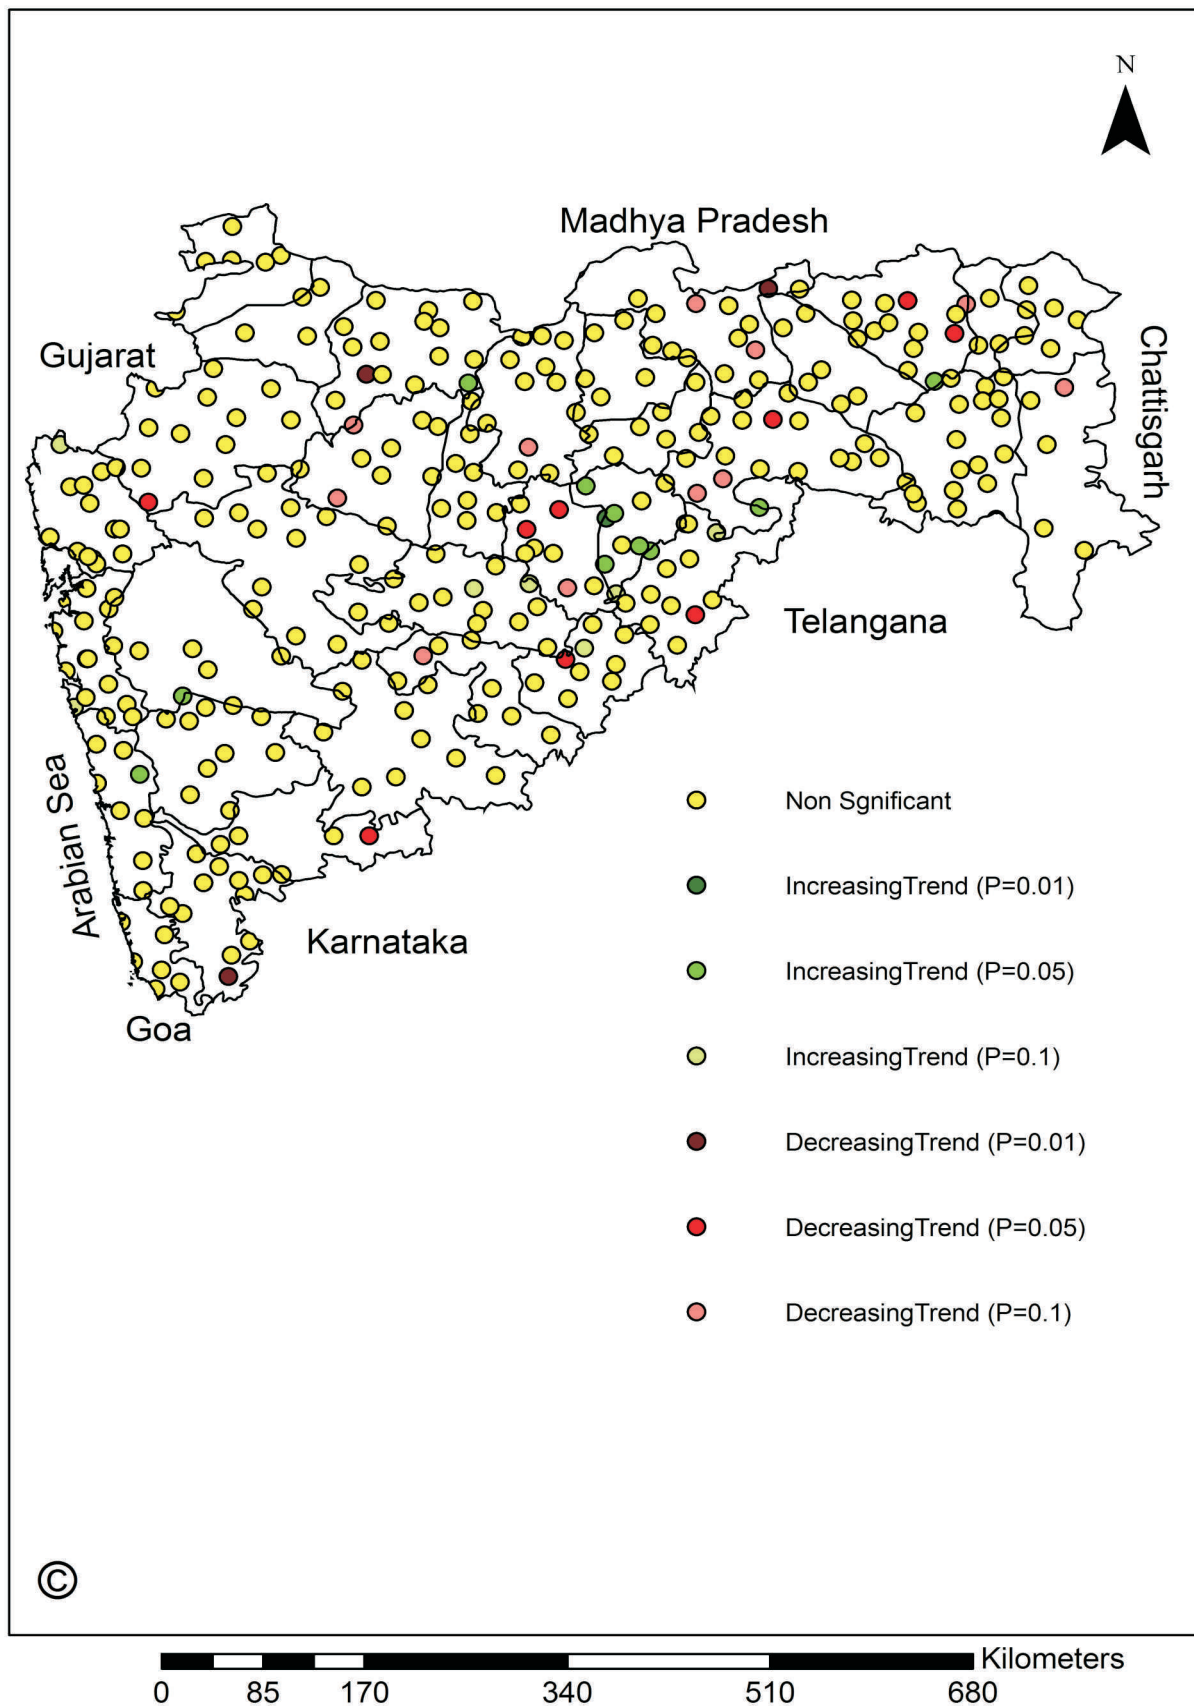 N
Madhya Pradesh
Gujarat
Chattisgarh
Telangana
Arabian Sea
Non Sgnificant
IncreasingTrend (P=0.01)
Karnataka
IncreasingTrend (P=0.05)
Goa
IncreasingTrend (P=0.1)
DecreasingTrend (P=0.01)
DecreasingTrend (P=0.05)
DecreasingTrend (P=0.1)
©
Kilometers
0 85 170 340 510 680